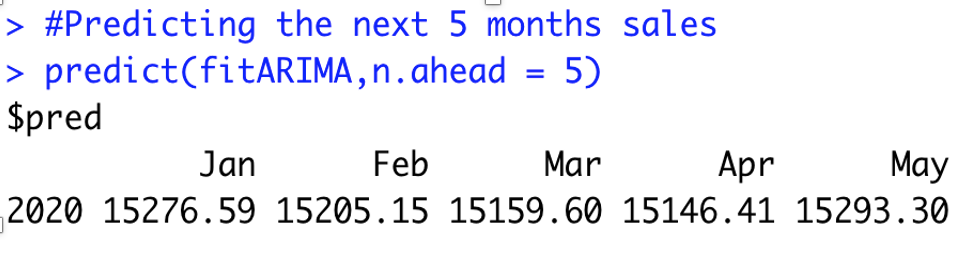 > #Predicting the next 5 months sales
> predict(fitARIMA,n.ahead = 5)
$pred
Jan Feb Mar Apr May
2020 15276.59 15205.15 15159.60 15146.41 15293.30